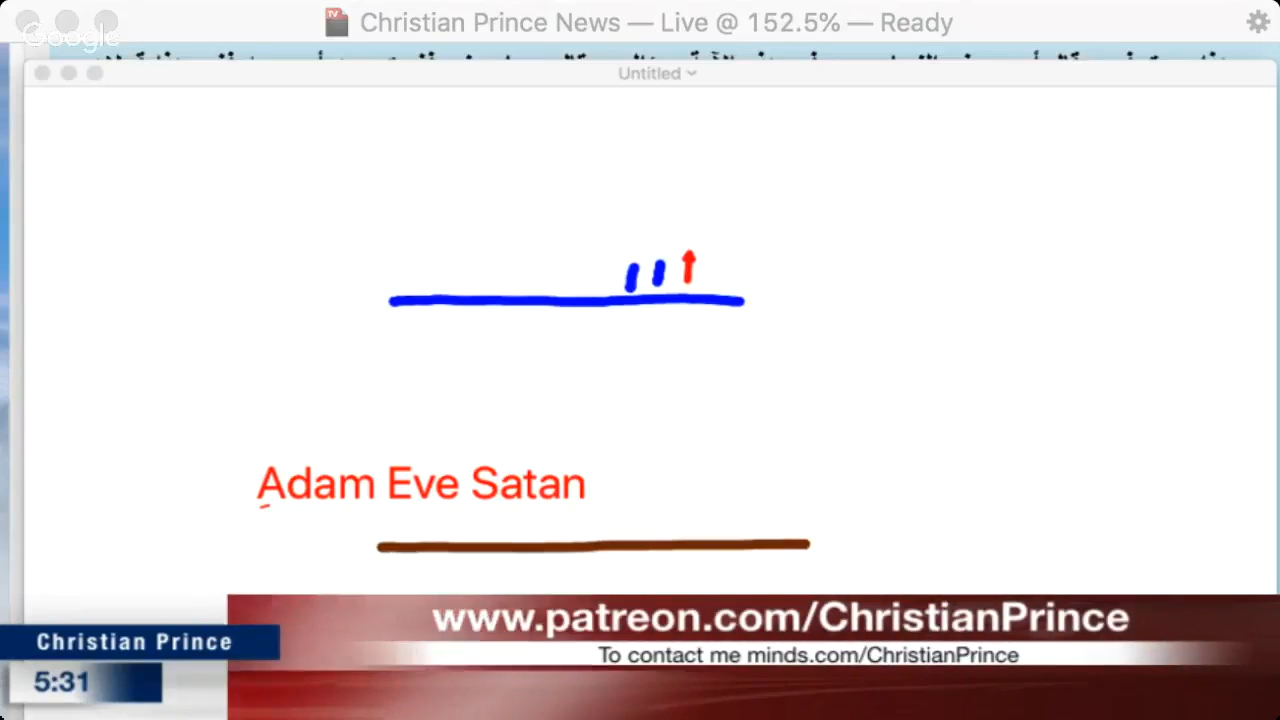 Christian Prince News — Live @ 152.5% — Ready
Google
Untitled
Adam Eve Satan
www.patreon.com/ChristianPrince
To contact me minds.com/ChristianPrince
Christian Prince
5:31